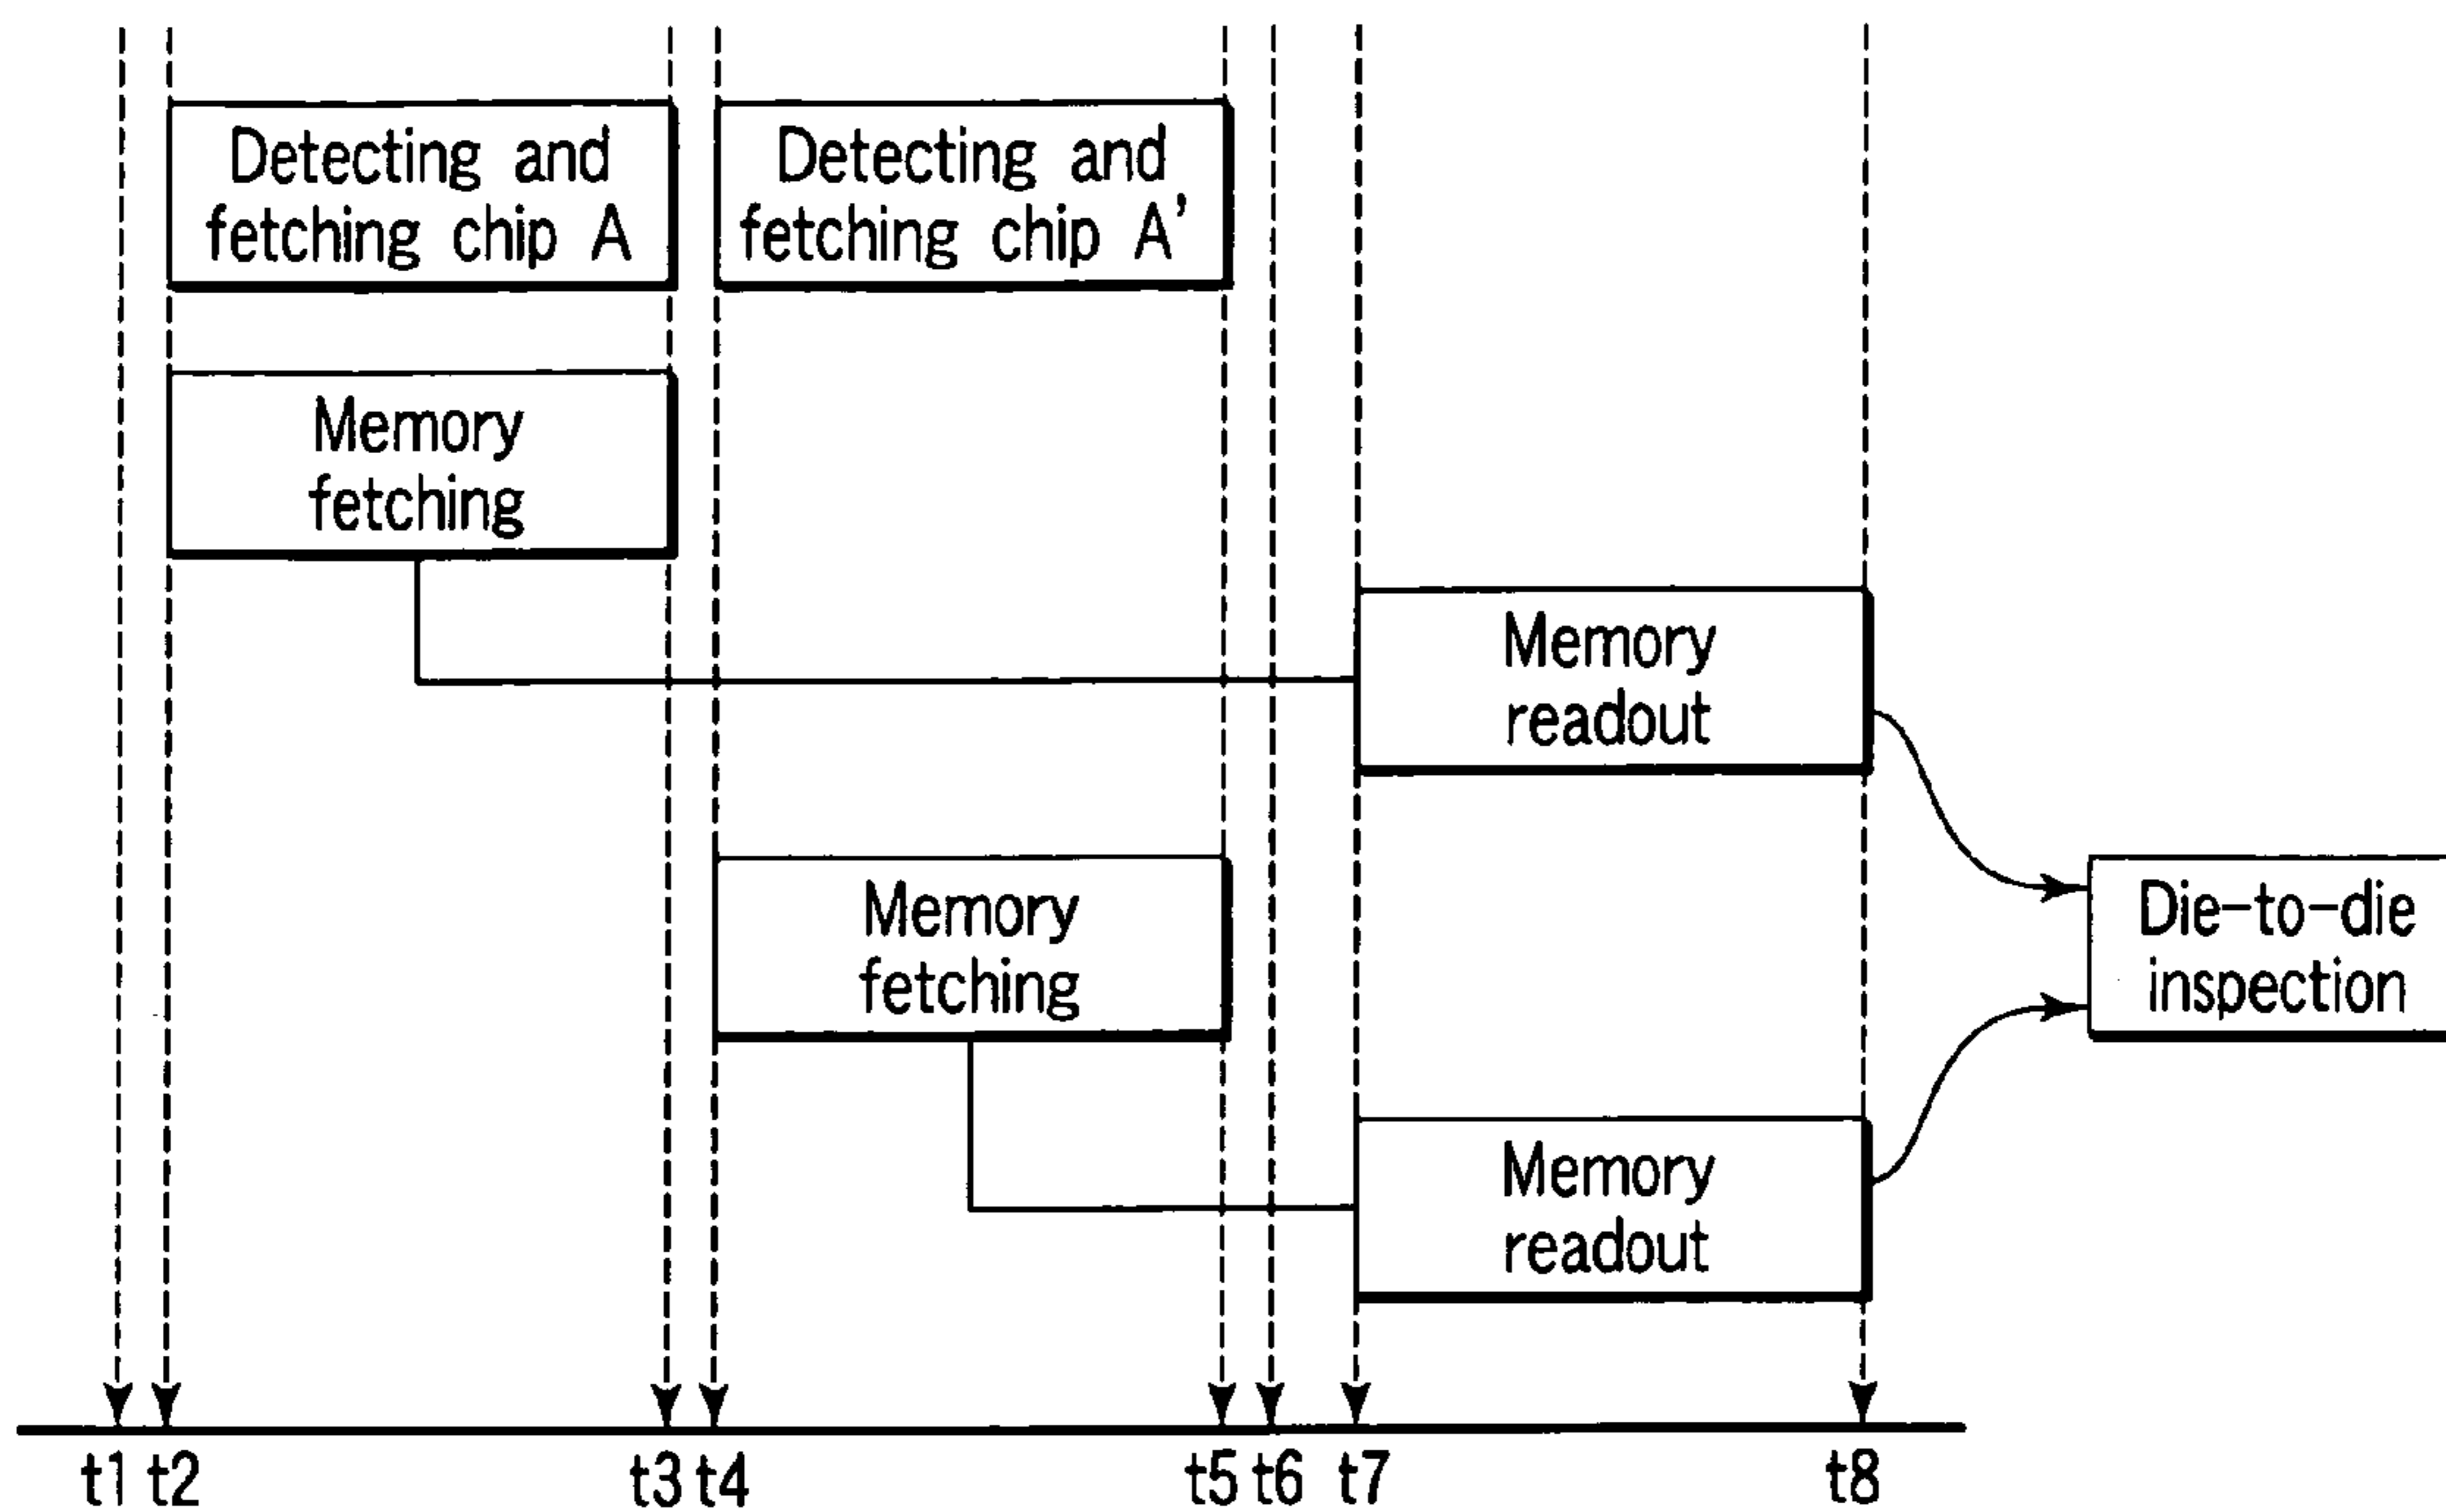 Detecting and
fetching chip A
Detecting and
fetching chip A'
Memory
fetching
Memory
readout
Memory
fetching
Die-to-die
inspection
Memory
readout
t1 t2 t3 t4 t5 t6 t7 t8